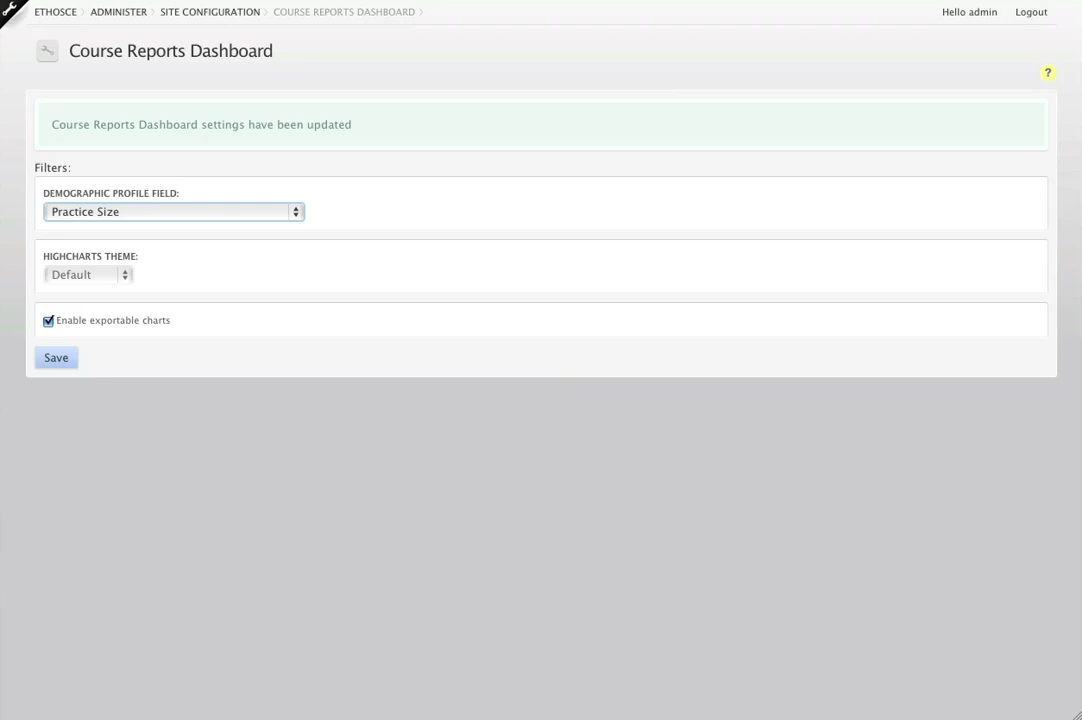 ETHOSCE › ADMINISTER › SITE CONFIGURATION › COURSE REPORTS DASHBOARD › Hello admin Logout
Course Reports Dashboard
?
Course Reports Dashboard settings have been updated
Filters:
DEMOGRAPHIC PROFILE FIELD:
Practice Size
HIGHCHARTS THEME:
Default
Enable exportable charts
Save